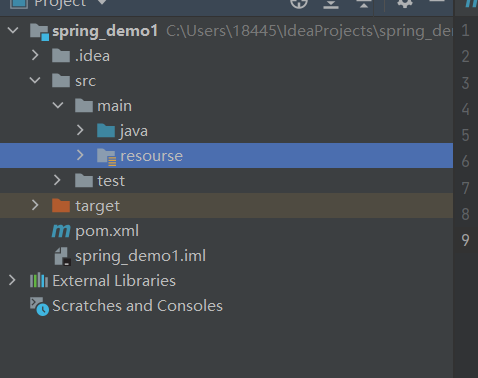 Project
spring_demo1 C:\Users\18445\IdeaProjects\spring_de
.idea
src
main
java
resourse
test
target
pom.xml
spring_demo1.iml
External Libraries
Scratches and Consoles
1
2
3
4
5
6
7
8
9